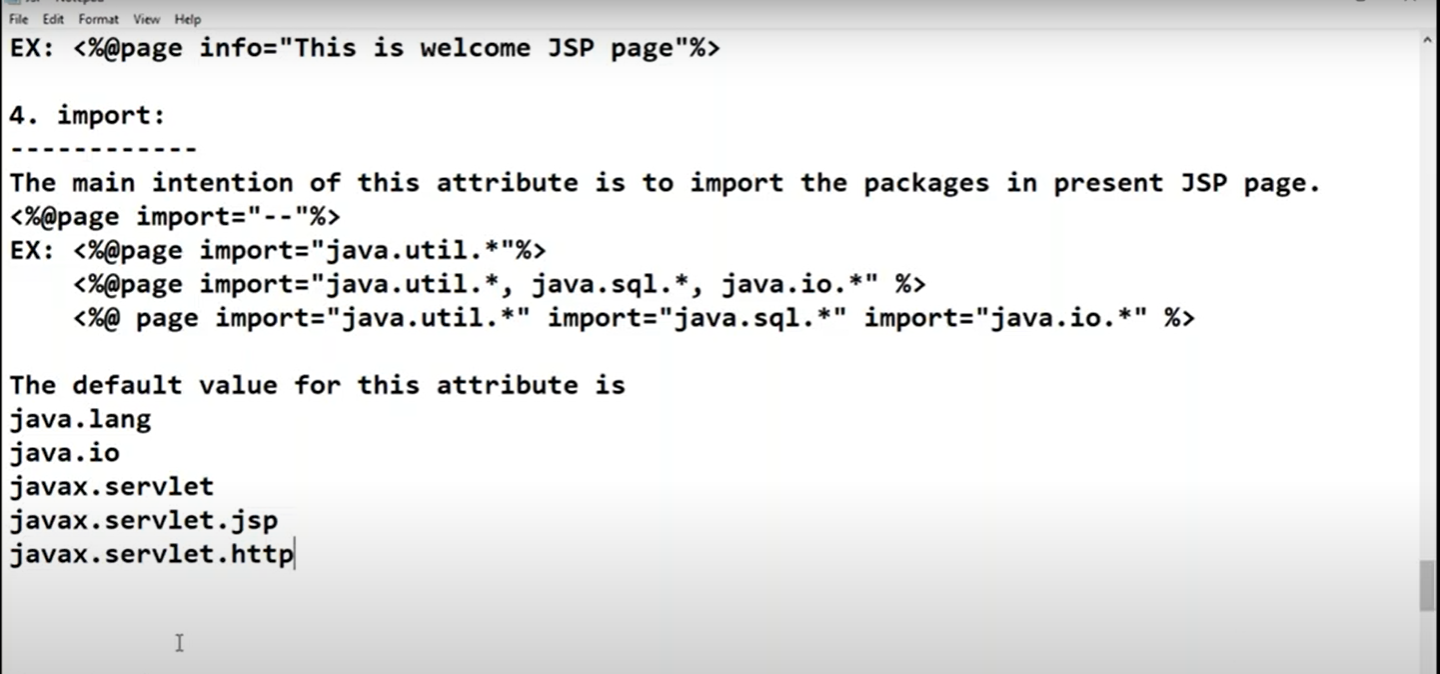 File Edit Format View Help
EX: <%@page info="This is welcome JSP page"%>
4. import:
------------
The main intention of this attribute is to import the packages in present JSP page.
<%@page import="--"%>
EX: <%@page import="java.util.*"%>
<%@page import="java.util.*, java.sql.*, java.io.*" %>
<%@ page import="java.util.*" import="java.sql.*" import="java.io.*" %>
The default value for this attribute is
java.lang
java.io
javax.servlet
javax.servlet.jsp
javax.servlet.http